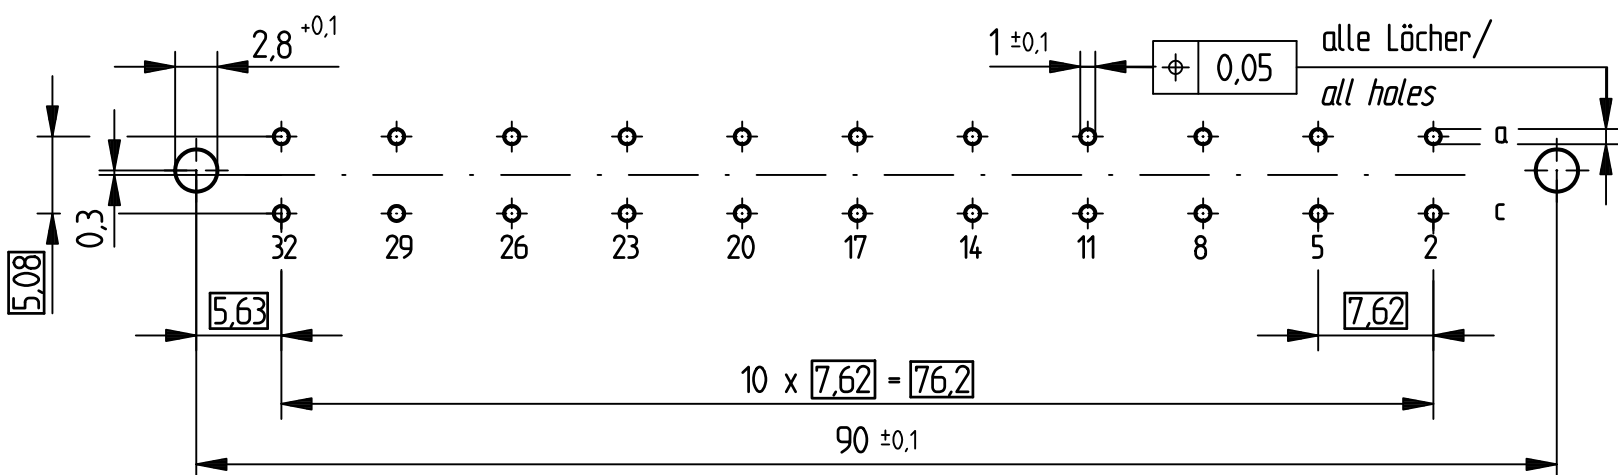 2,8 +0,1
1 ±0,1
⌖ 0,05
alle Löcher/
all holes
a
0,3
5,08
c
32 29 26 23 20 17 14 11 8 5 2
5,63
7,62
10 x 7,62 = 76,2
90 ±0,1